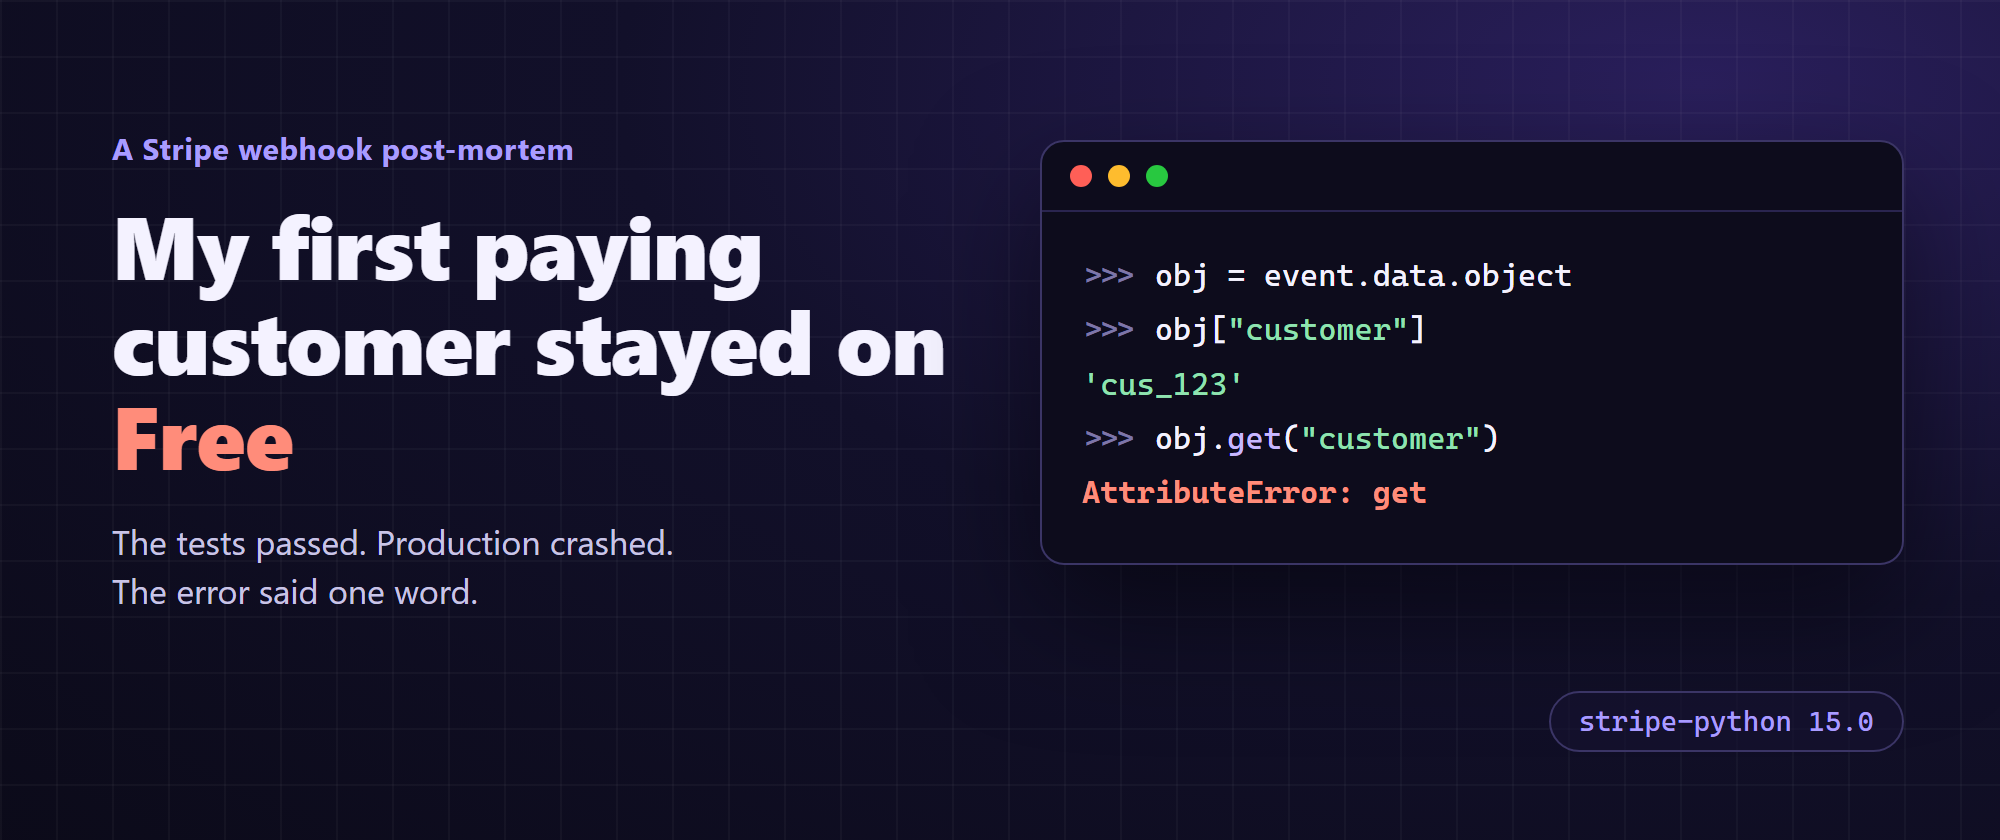 A Stripe webhook post-mortem
My first paying
customer stayed on
Free
The tests passed. Production crashed.
The error said one word.
>>> obj = event.data.object
>>> obj["customer"]
'cus_123'
>>> obj.get("customer")
AttributeError: get
stripe-python 15.0